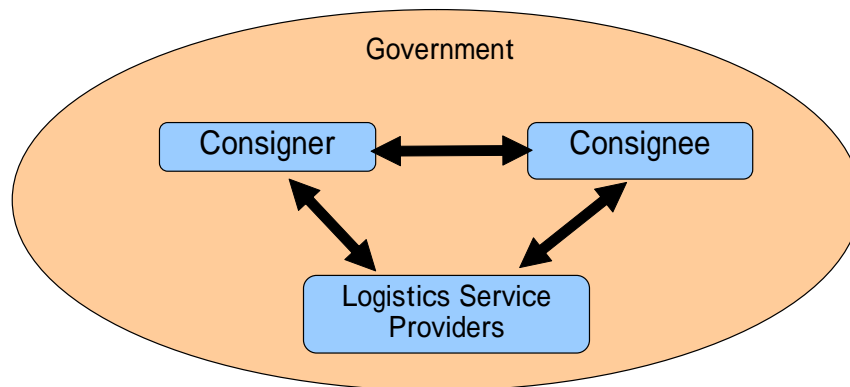 Government
Consigner
Consignee
Logistics Service
Providers